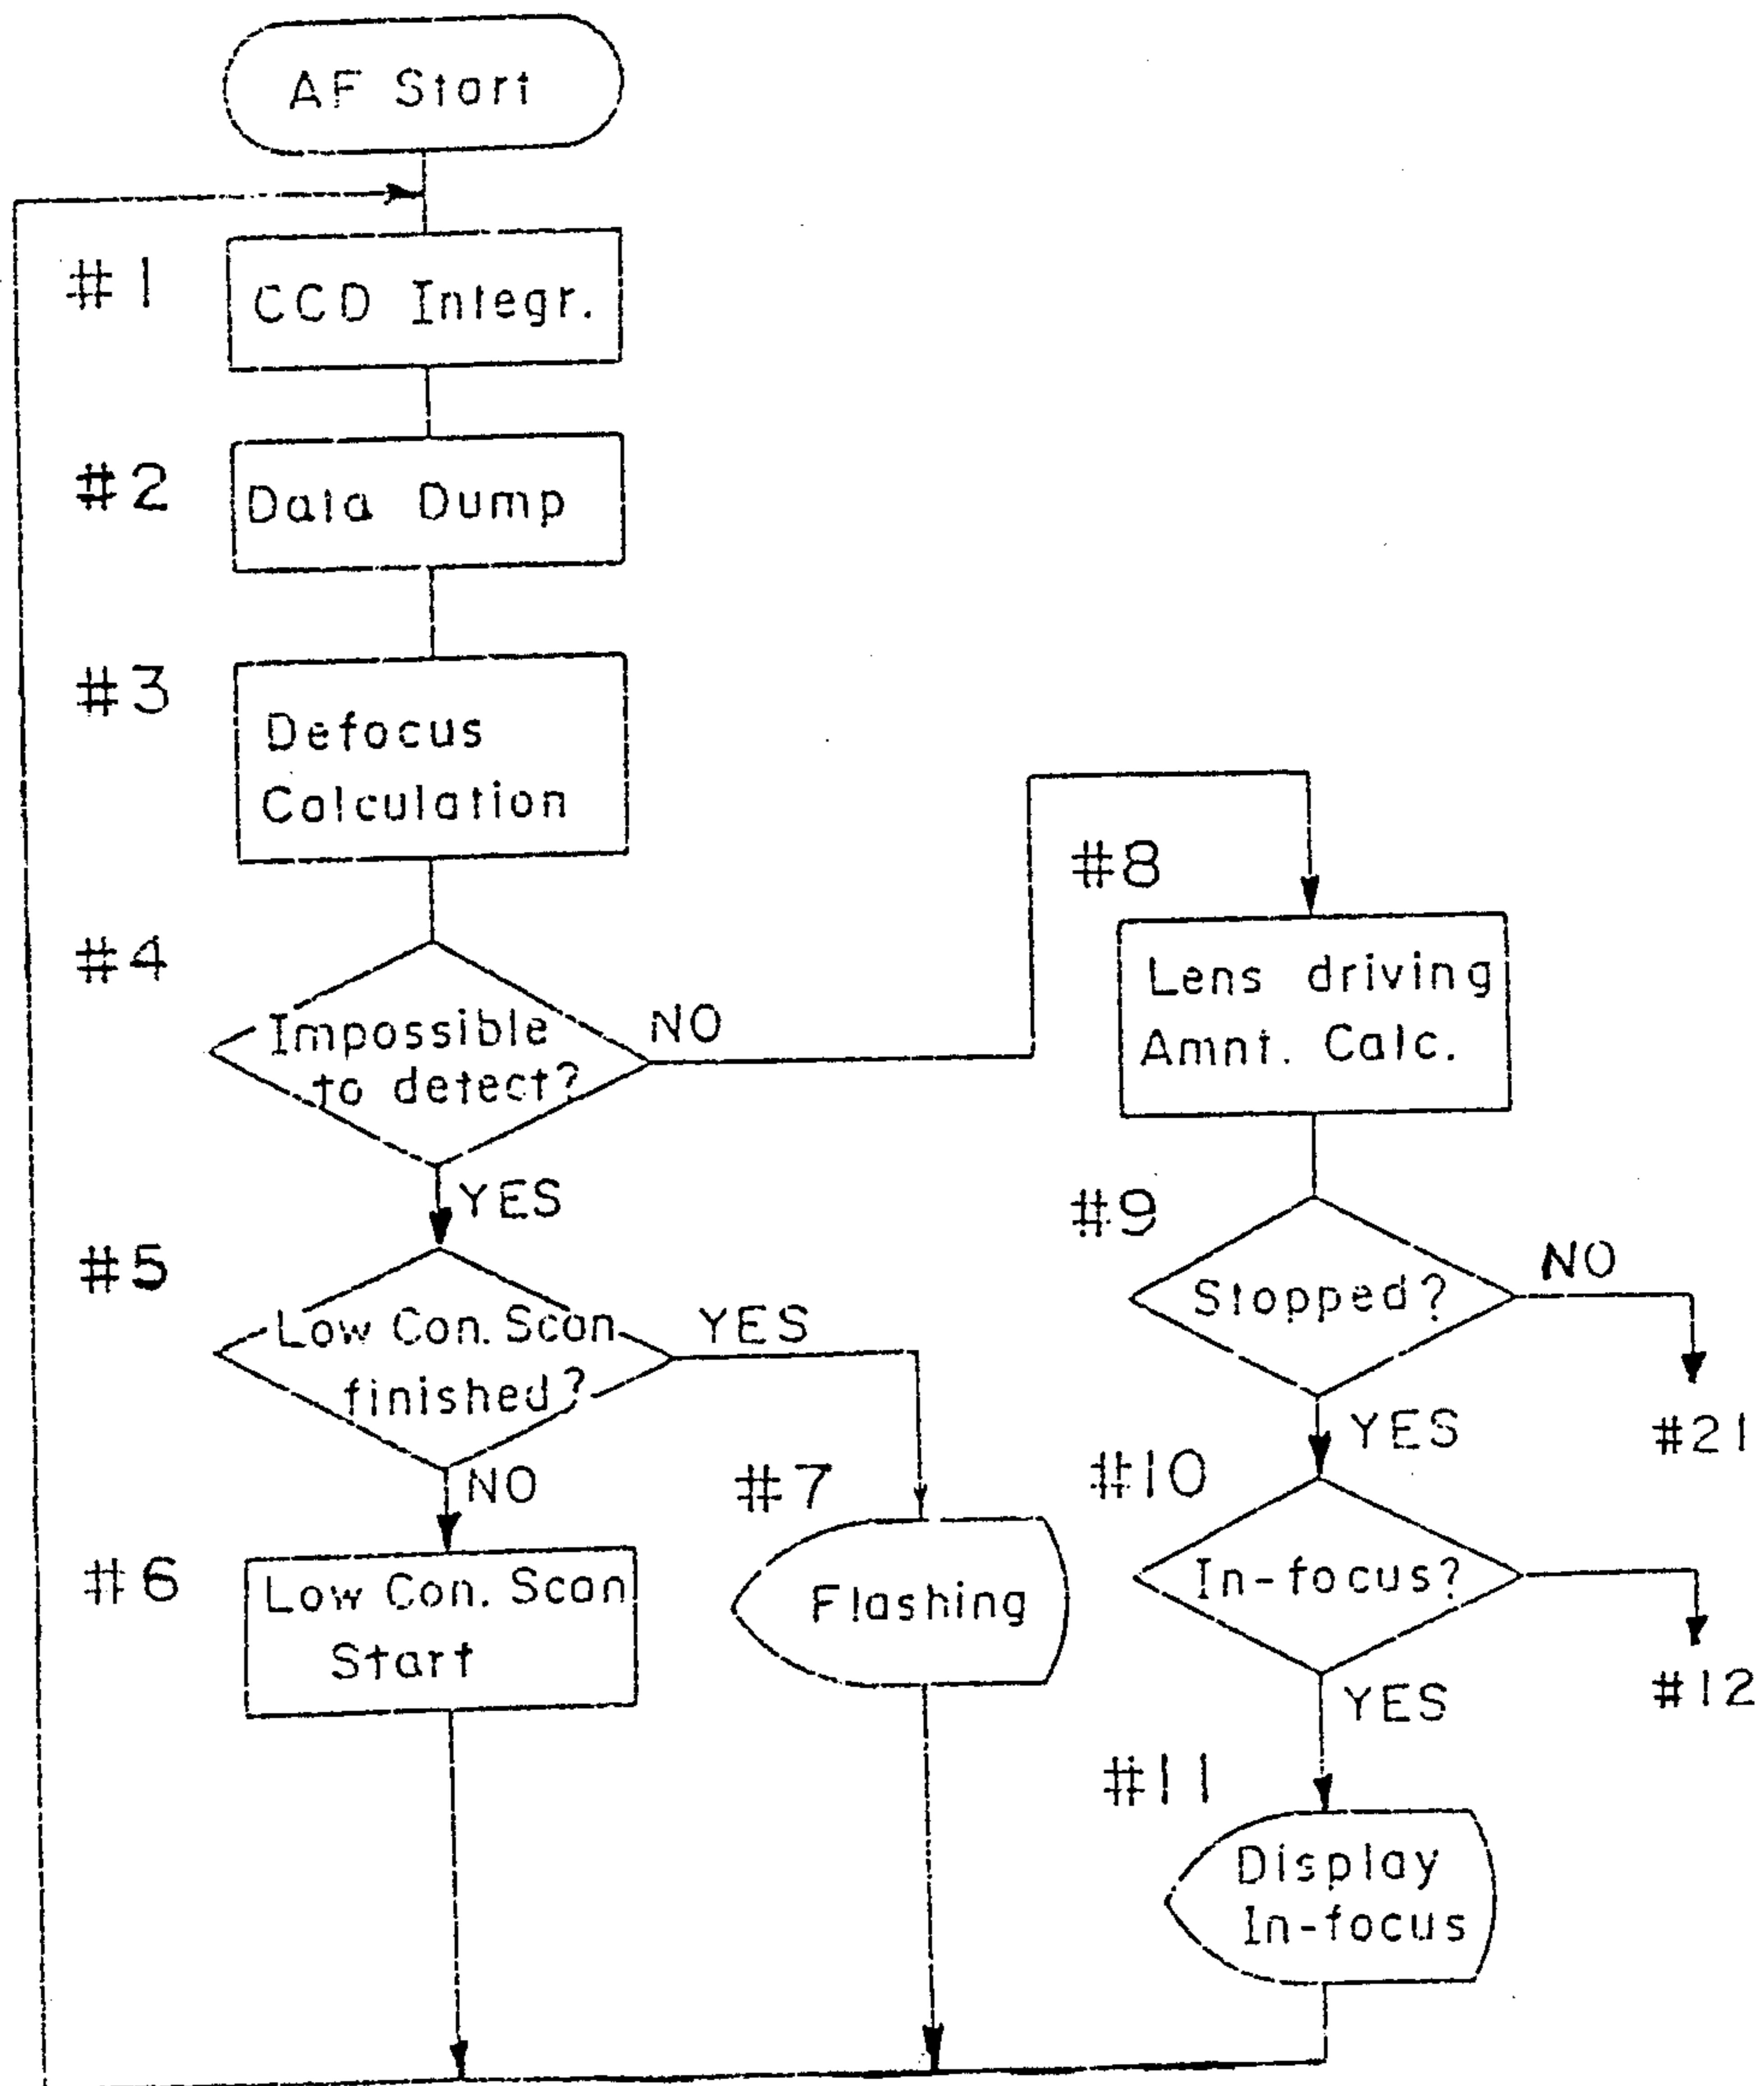 AF Start
#1
CCD Integr.
#2
Data Dump
#3
Defocus
Calculation
#4
Impossible
to detect?
NO
YES
#5
Low Con. Scan
finished?
YES
NO
#6
Low Con. Scan
Start
#7
Flashing
#8
Lens driving
Amnt. Calc.
#9
Stopped?
NO
#21
YES
#10
In-focus?
#12
YES
#11
Display
In-focus